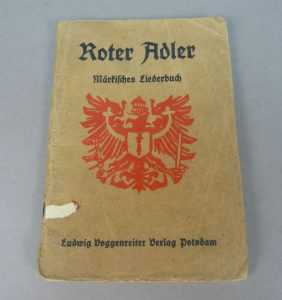 Roter Adler
Märkisches Liederbuch
Ludwig Voggenreiter Verlag Potsdam